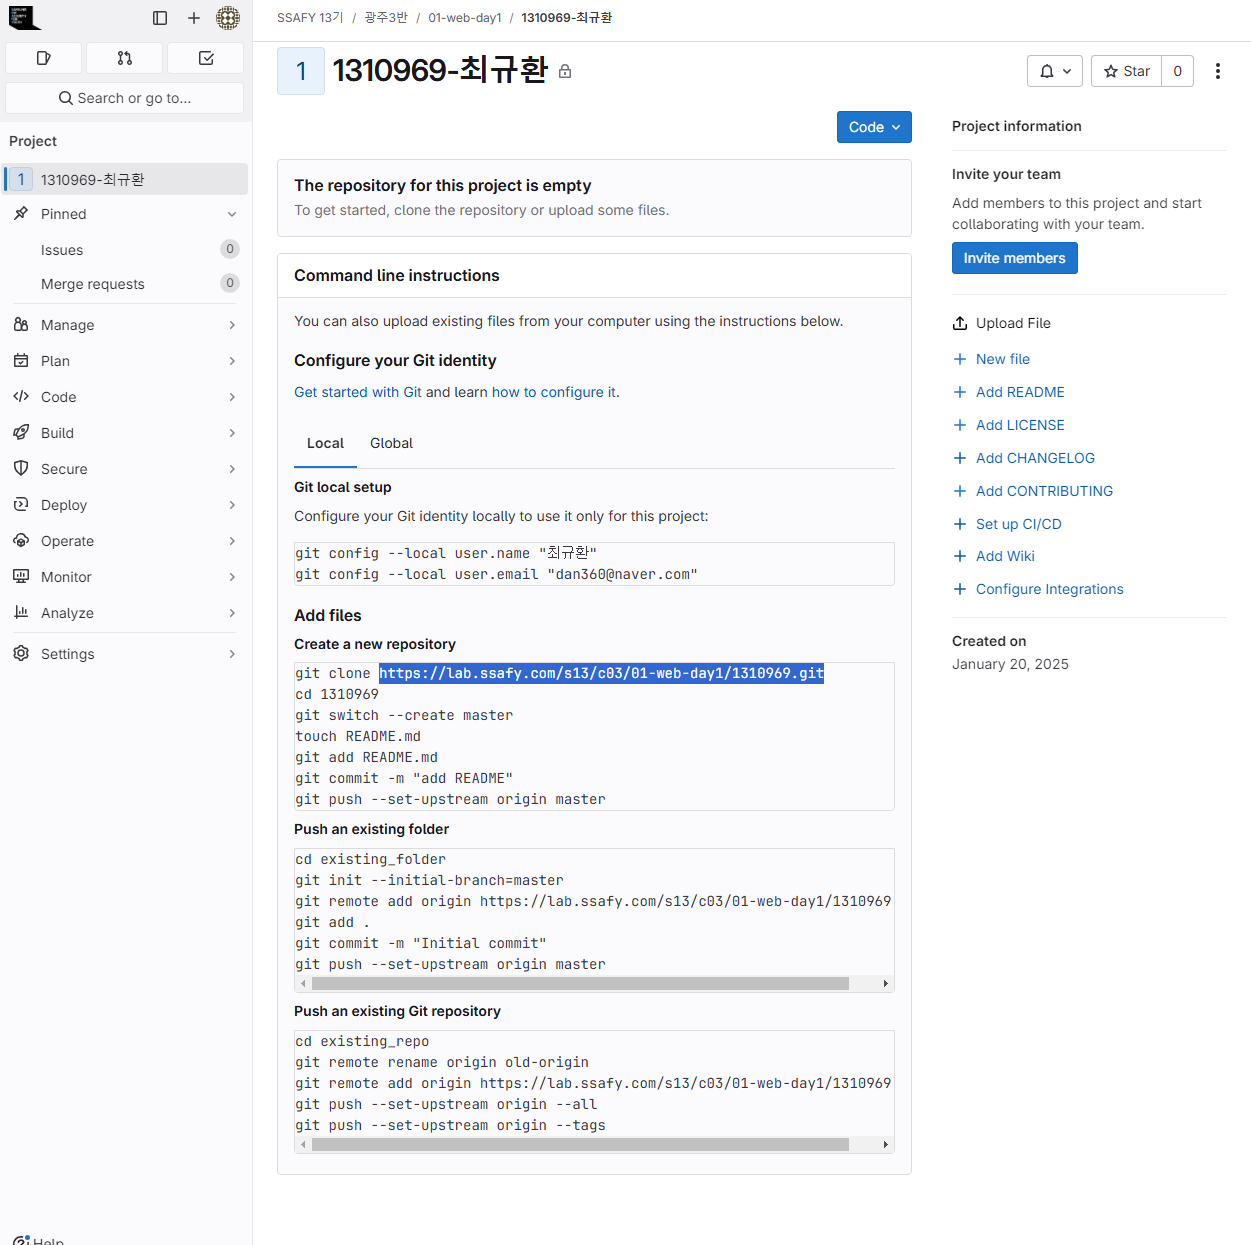 SSAFY 13기 / 광주3반 / 01-web-day1 / 1310969-최규환
Search or go to...
Project
1 1310969-최규환
Pinned
Issues 0
Merge requests 0
Manage
Plan
Code
Build
Secure
Deploy
Operate
Monitor
Analyze
Settings
Help
1 1310969-최규환
Star 0
Code
The repository for this project is empty
To get started, clone the repository or upload some files.
Command line instructions
You can also upload existing files from your computer using the instructions below.
Configure your Git identity
Get started with Git and learn how to configure it.
Local Global
Git local setup
Configure your Git identity locally to use it only for this project:
git config --local user.name "최규환"
git config --local user.email "dan360@naver.com"
Add files
Create a new repository
git clone https://lab.ssafy.com/s13/c03/01-web-day1/1310969.git
cd 1310969
git switch --create master
touch README.md
git add README.md
git commit -m "add README"
git push --set-upstream origin master
Push an existing folder
cd existing_folder
git init --initial-branch=master
git remote add origin https://lab.ssafy.com/s13/c03/01-web-day1/1310969
git add .
git commit -m "Initial commit"
git push --set-upstream origin master
Push an existing Git repository
cd existing_repo
git remote rename origin old-origin
git remote add origin https://lab.ssafy.com/s13/c03/01-web-day1/1310969
git push --set-upstream origin --all
git push --set-upstream origin --tags
Project information
Invite your team
Add members to this project and start
collaborating with your team.
Invite members
Upload File
New file
Add README
Add LICENSE
Add CHANGELOG
Add CONTRIBUTING
Set up CI/CD
Add Wiki
Configure Integrations
Created on
January 20, 2025